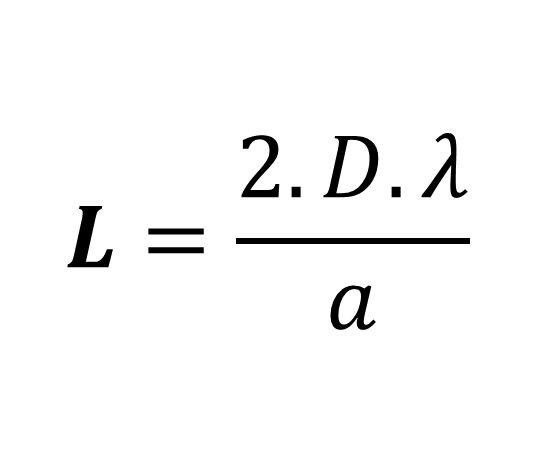 L = 2. D. λ / a